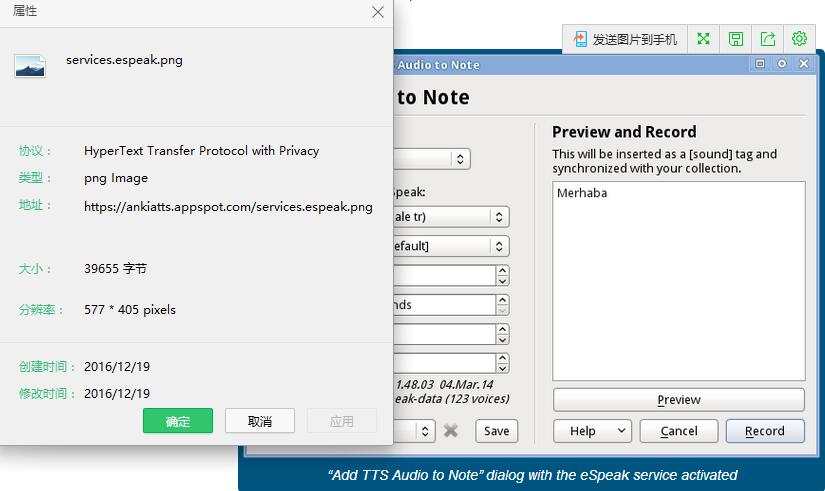 属性
services.espeak.png
协议： HyperText Transfer Protocol with Privacy
类型： png Image
地址： https://ankiatts.appspot.com/services.espeak.png
大小： 39655 字节
分辨率： 577 * 405 pixels
创建时间： 2016/12/19
修改时间： 2016/12/19
确定 取消 应用
发送图片到手机
Audio to Note
to Note
peak:
ale tr)
efault]
nds
1.48.03 04.Mar.14
eak-data (123 voices)
Save
Preview and Record
This will be inserted as a [sound] tag and
synchronized with your collection.
Merhaba
Preview
Help Cancel Record
“Add TTS Audio to Note” dialog with the eSpeak service activated